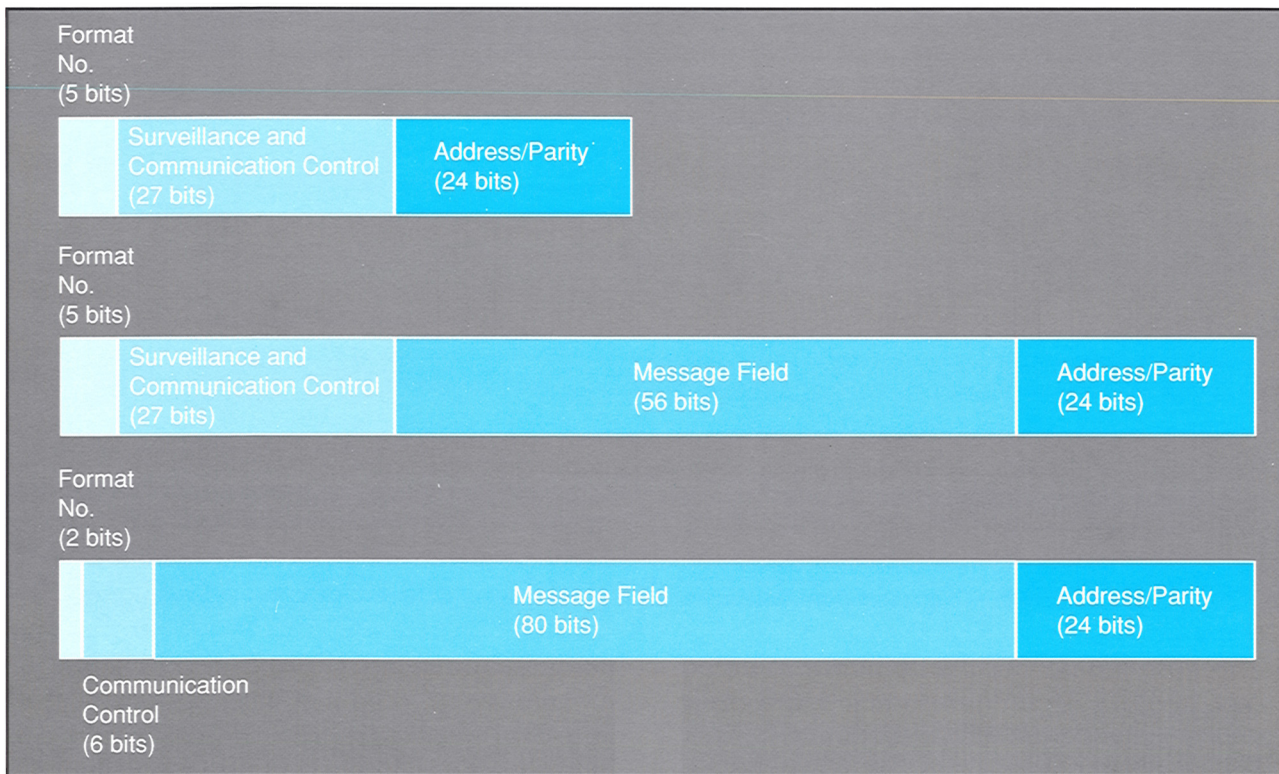 Format
No.
(5 bits)
Surveillance and
Communication Control
(27 bits)
Address/Parity
(24 bits)
Format
No.
(5 bits)
Surveillance and
Communication Control
(27 bits)
Message Field
(56 bits)
Address/Parity
(24 bits)
Format
No.
(2 bits)
Message Field
(80 bits)
Address/Parity
(24 bits)
Communication
Control
(6 bits)